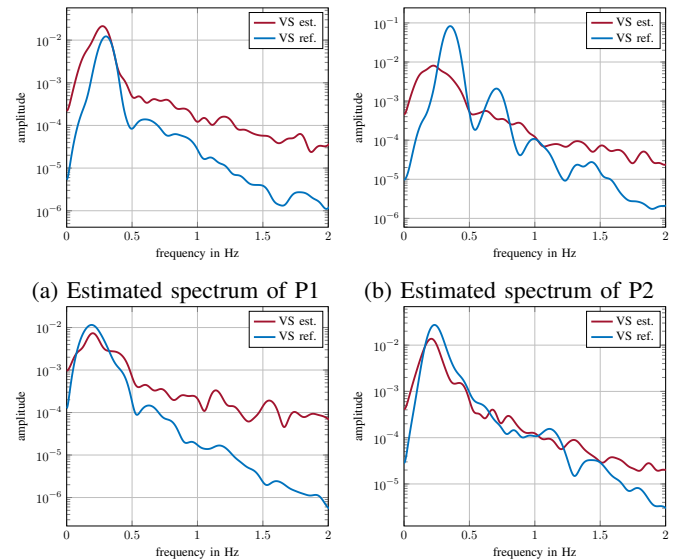 VS est.
VS ref.
10^−2
10^−3
10^−4
10^−5
10^−6
amplitude
0 0.5 1 1.5 2
frequency in Hz
(a) Estimated spectrum of P1
VS est.
VS ref.
10^−1
10^−2
10^−3
10^−4
10^−5
10^−6
amplitude
0 0.5 1 1.5 2
frequency in Hz
(b) Estimated spectrum of P2
VS est.
VS ref.
10^−2
10^−3
10^−4
10^−5
10^−6
amplitude
0 0.5 1 1.5 2
frequency in Hz
VS est.
VS ref.
10^−2
10^−3
10^−4
10^−5
amplitude
0 0.5 1 1.5 2
frequency in Hz